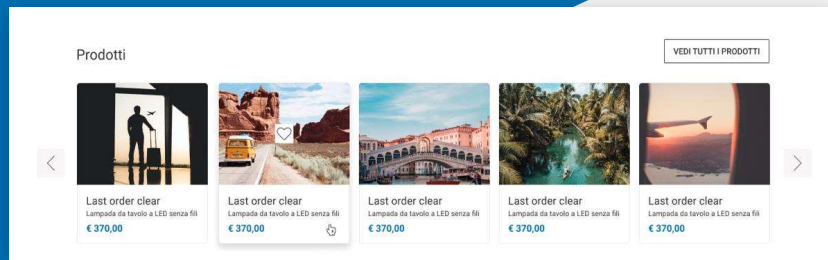 Prodotti
VEDI TUTTI I PRODOTTI
Last order clear
Lampada da tavolo a LED senza fili
€ 370,00
Last order clear
Lampada da tavolo a LED senza fili
€ 370,00
Last order clear
Lampada da tavolo a LED senza fili
€ 370,00
Last order clear
Lampada da tavolo a LED senza fili
€ 370,00
Last order clear
Lampada da tavolo a LED senza fili
€ 370,00